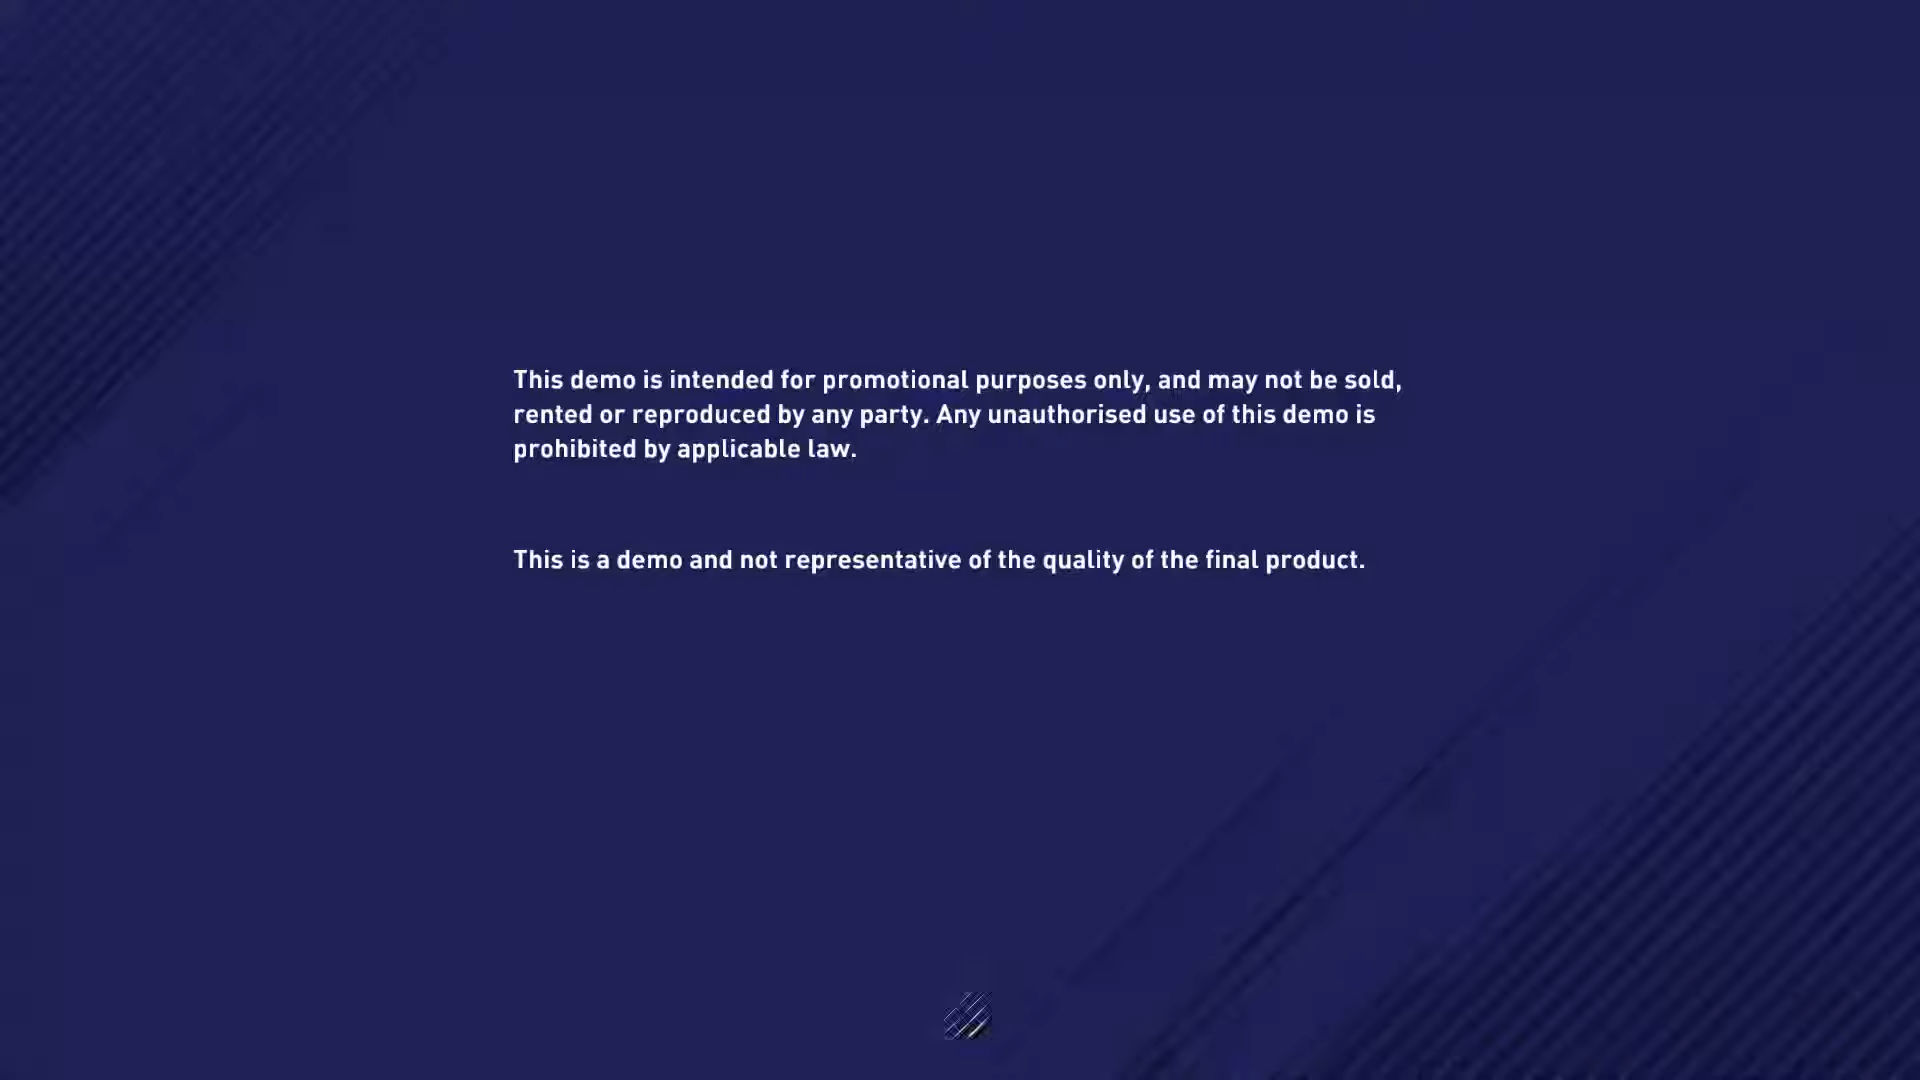 This demo is intended for promotional purposes only, and may not be sold,
rented or reproduced by any party. Any unauthorised use of this demo is
prohibited by applicable law.
This is a demo and not representative of the quality of the final product.